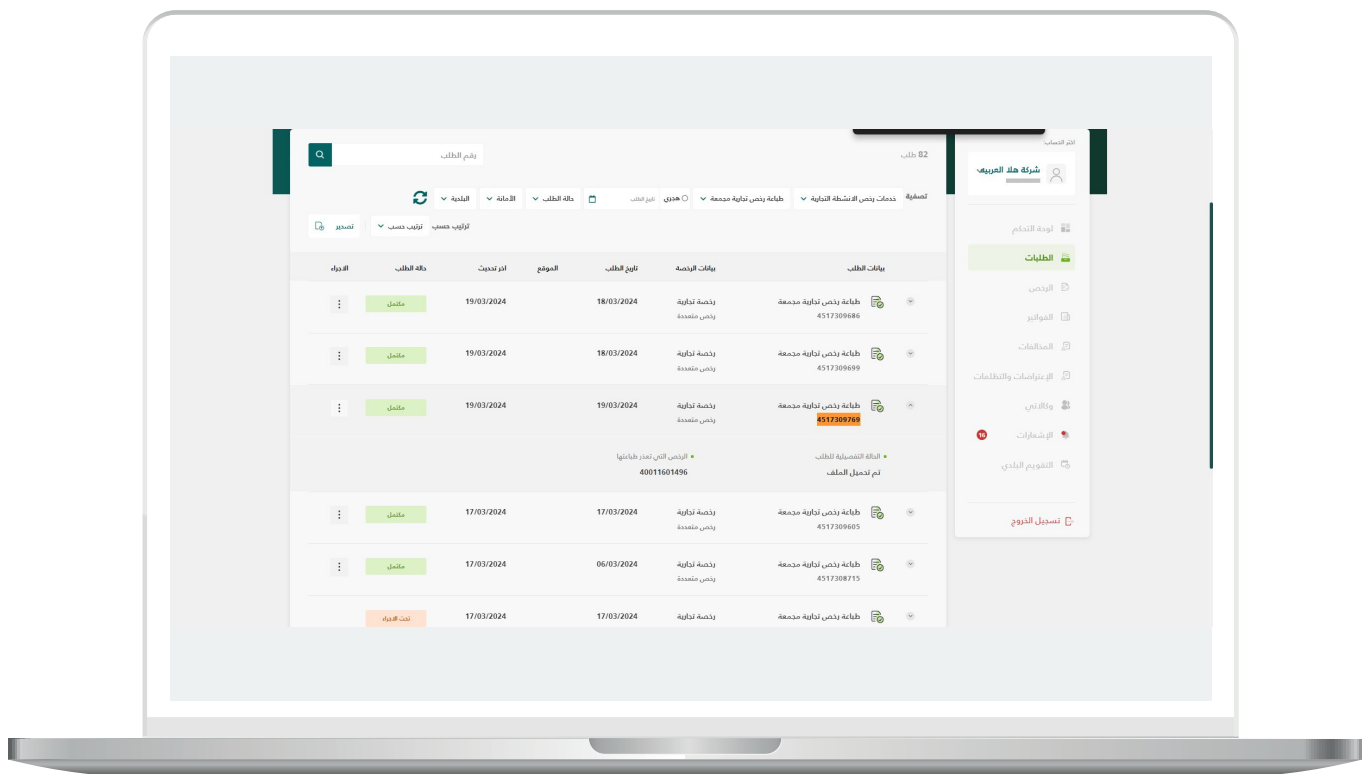 اختر الحساب:
شركة هلا العربيه
لوحة التحكم
الطلبات
الرخص
الفواتير
المخالفات
الإعتراضات والتظلمات
وكالاتي
الإشعارات 16
التقويم البلدي
تسجيل الخروج
82 طلب
رقم الطلب
تصفية خدمات رخص الانشطة التجارية طباعة رخص تجارية مجمعة هجري تاريخ الطلب حالة الطلب الأمانة البلدية
ترتيب حسب ترتيب حسب تصدير
بيانات الطلب بيانات الرخصة تاريخ الطلب الموقع اخر تحديث حالة الطلب الاجراء
طباعة رخص تجارية مجمعة رخصة تجارية 18/03/2024 19/03/2024 مكتمل
4517309686 رخص متعددة
طباعة رخص تجارية مجمعة رخصة تجارية 18/03/2024 19/03/2024 مكتمل
4517309699 رخص متعددة
طباعة رخص تجارية مجمعة رخصة تجارية 19/03/2024 19/03/2024 مكتمل
4517309769 رخص متعددة
الحالة التفصيلية للطلب الرخص التي تعذر طباعتها
تم تحميل الملف 40011601496
طباعة رخص تجارية مجمعة رخصة تجارية 17/03/2024 17/03/2024 مكتمل
4517309605 رخص متعددة
طباعة رخص تجارية مجمعة رخصة تجارية 06/03/2024 17/03/2024 مكتمل
4517308715 رخص متعددة
طباعة رخص تجارية مجمعة رخصة تجارية 17/03/2024 17/03/2024 تحت الاجراء